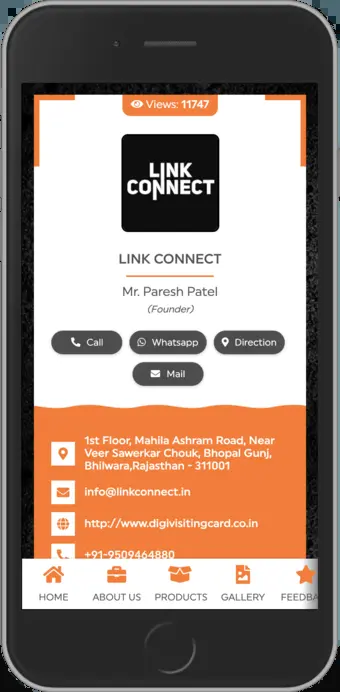 Views: 11747
LINK
CONNECT
LINK CONNECT
Mr. Paresh Patel
(Founder)
Call Whatsapp Direction
Mail
1st Floor, Mahila Ashram Road, Near
Veer Sawerkar Chouk, Bhopal Gunj,
Bhilwara,Rajasthan - 311001
info@linkconnect.in
http://www.digivisitingcard.co.in
+91-9509464880
HOME ABOUT US PRODUCTS GALLERY FEEDBA